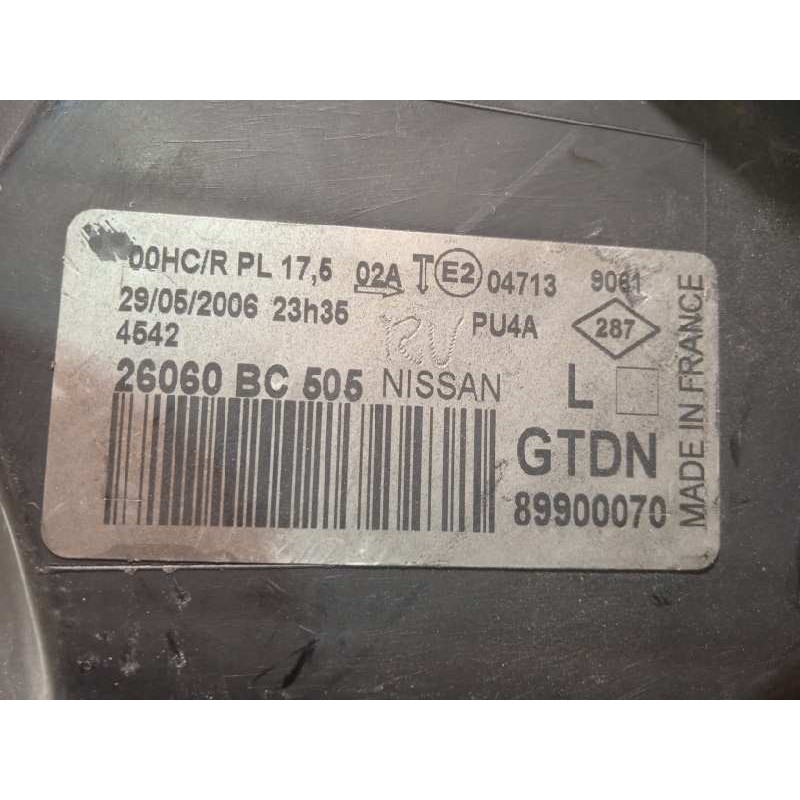 00HC/R PL 17,5 02A E2 04713 9061
29/05/2006 23h35 PU4A 287
4542 RV
26060 BC 505 NISSAN L
GTDN
89900070
MADE IN FRANCE